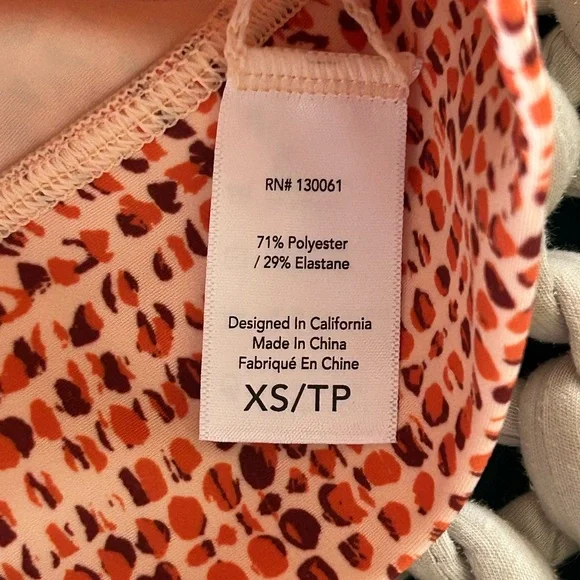 RN# 130061
71% Polyester
/ 29% Elastane
Designed In California
Made In China
Fabriqué En Chine
XS/TP